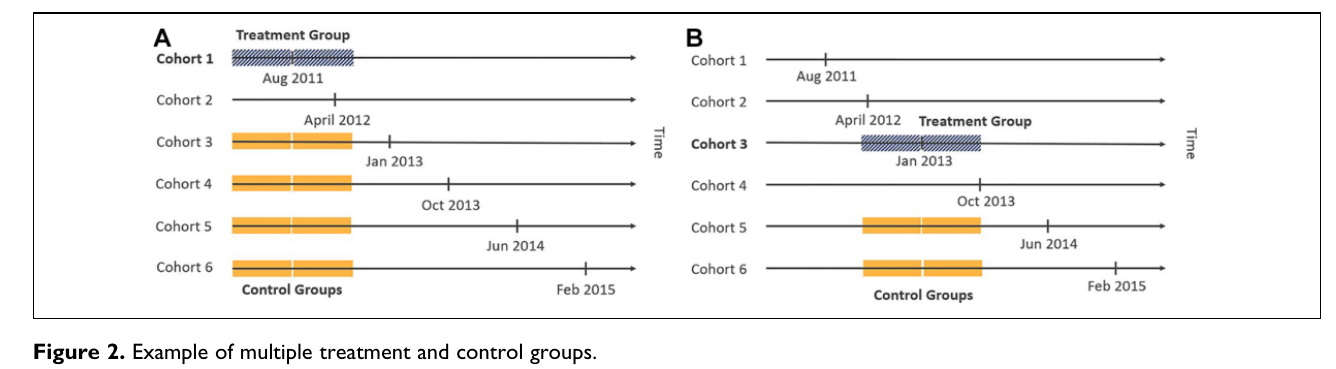 A
Treatment Group
Cohort 1
Aug 2011
Cohort 2
April 2012
Cohort 3
Jan 2013
Cohort 4
Oct 2013
Cohort 5
Jun 2014
Cohort 6
Control Groups
Feb 2015
Time
B
Cohort 1
Aug 2011
Cohort 2
April 2012
Treatment Group
Cohort 3
Jan 2013
Cohort 4
Oct 2013
Cohort 5
Jun 2014
Cohort 6
Control Groups
Feb 2015
Time
Figure 2. Example of multiple treatment and control groups.